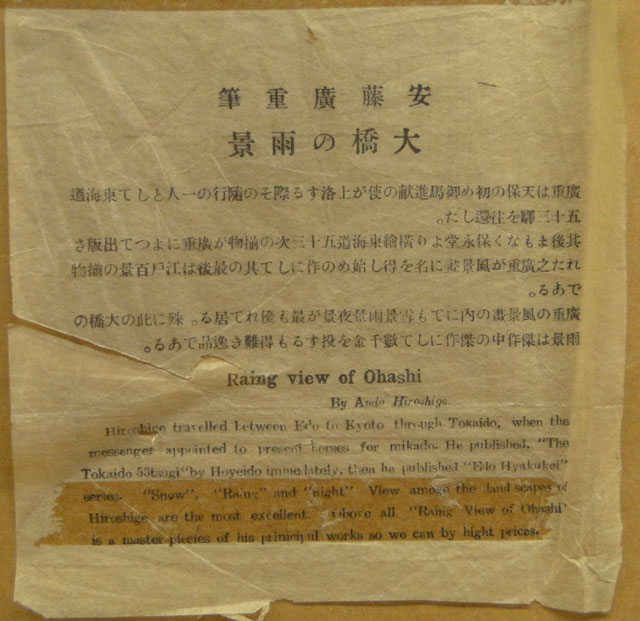 安藤廣重筆
大橋の雨景
廣重は天保の初め御馬進獻の使が上洛する際その隨行の一人として東海道
五十三驛を往還した。
其後まもなく保永堂より橫繪東海道五十三次の揃物が廣重によつて出版さ
れた之廣重が風景畫に名を得し始めの作にして其の最後は江戶百景の揃物
である。
廣重の風景畫の內にても雪景雨景夜景が最も優れて居る。殊に此の大橋の
雨景は傑作中の傑作にして數千金を投するも得難き逸品である。
Raing view of Ohashi
By Ando Hiroshige
Hiroshige travelled between Edo to Kyoto through Tokaido, when the
messenger appointed to present horses for mikado. He published, "The
Tokaido 53tsugi" by Hoyeido immediately, then he published "Edo Hyakukei"
series. "Snow", "Raing" and "night" View amoge the land scapes of
Hiroshige are the most excellent. Obove all "Raing View of Ohashi"
is a master-piecies of his prinicipul works so we can by hight prices.